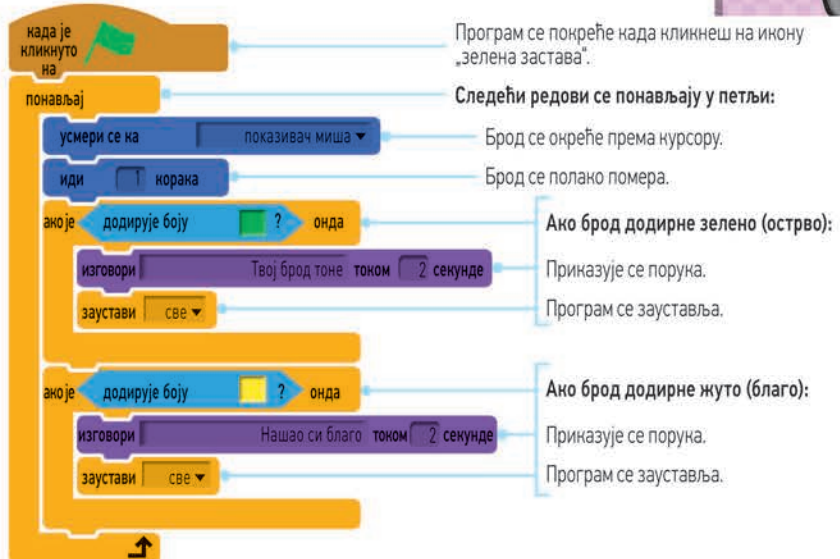 када је
кликнуто
на
Програм се покреће када кликнеш на икону
„зелена застава”.
понављај
Следећи редови се понављају у петљи:
усмери се ка показивач миша
Брод се окреће према курсору.
иди 1 корака
Брод се полако помера.
ако је додирује боју ? онда
Ако брод додирне зелено (острво):
изговори Твој брод тоне током 2 секунде
Приказује се порука.
заустави све
Програм се зауставља.
ако је додирује боју ? онда
Ако брод додирне жуто (благо):
изговори Нашао си благо током 2 секунде
Приказује се порука.
заустави све
Програм се зауставља.